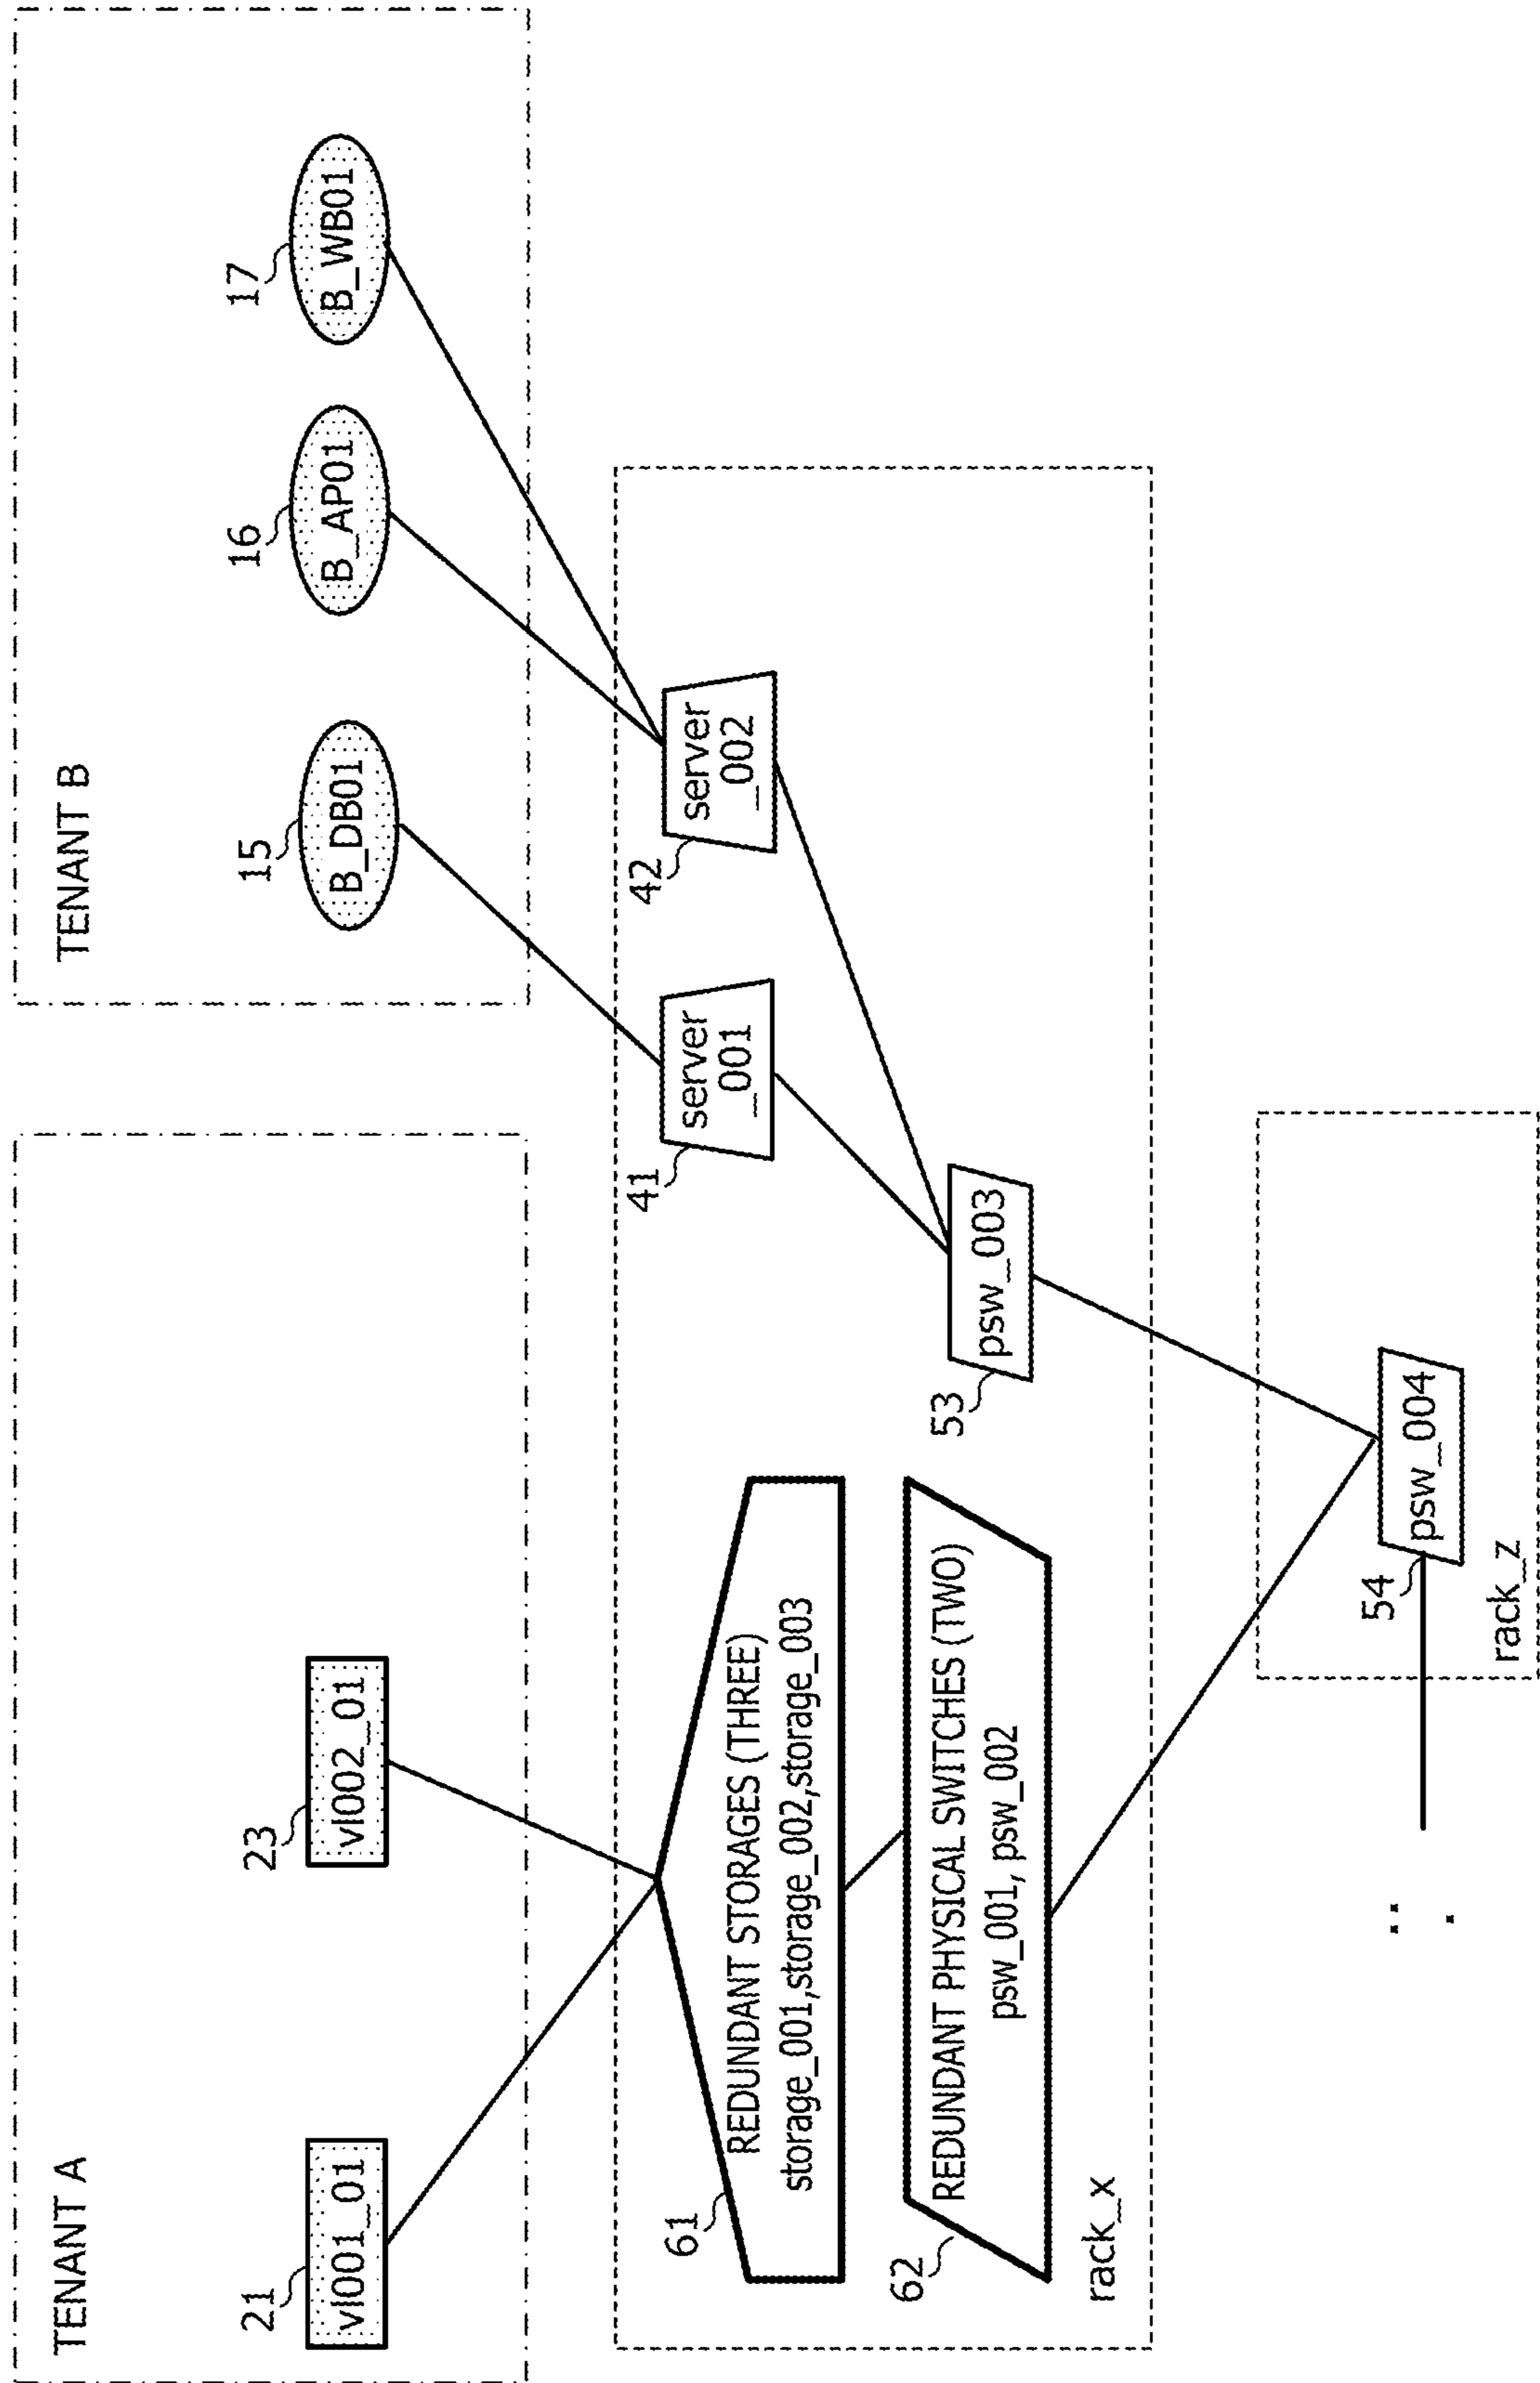 TENANT A
TENANT B
21
vl001_01
23
vl002_01
15
B_DB01
16
B_AP01
17
B_WB01
61
REDUNDANT STORAGES (THREE)
storage_001,storage_002,storage_003
41
server
_001
42
server
_002
62
REDUNDANT PHYSICAL SWITCHES (TWO)
psw_001, psw_002
53
psw_003
rack_x
54
psw_004
rack_z